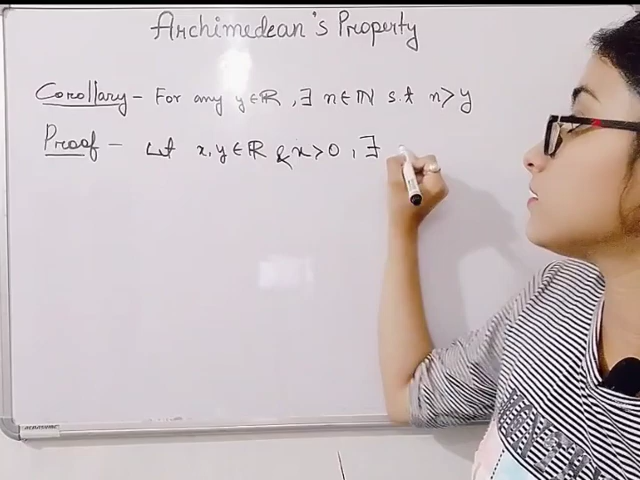 Archimedean's Property
Corollary - For any y ∈ ℝ, ∃ n ∈ ℕ s.t n > y
Proof - Let x, y ∈ ℝ & x > 0, ∃